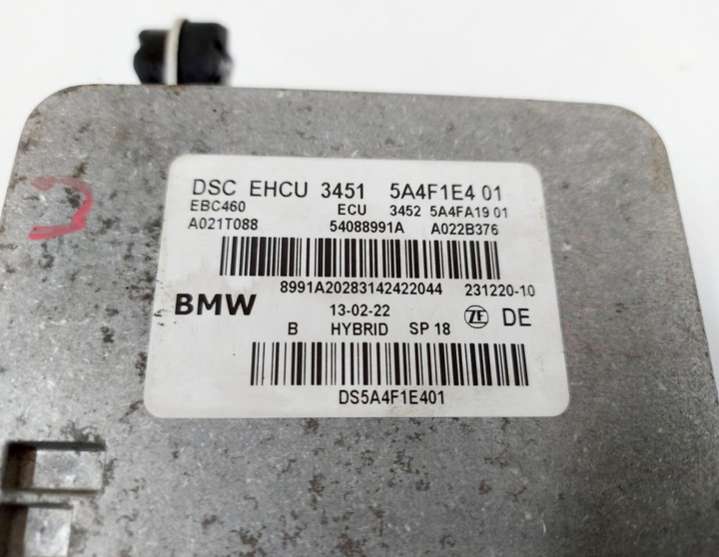 DSC EHCU 3451 5A4F1E4 01
EBC460 ECU 3452 5A4FA19 01
A021T088 54088991A A022B376
8991A20283142422044 231220-10
BMW 13-02-22 ZF DE
B HYBRID SP 18
DS5A4F1E401